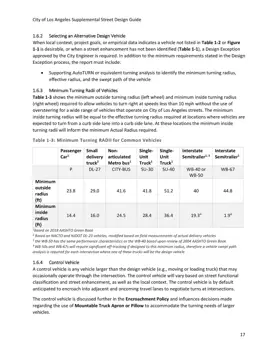 City of Los Angeles Supplemental Street Design Guide
1.6.2 Selecting an Alternative Design Vehicle
When local context, project goals, or empirical data indicates a vehicle not listed in Table 1-2 or Figure
1-1 is desirable, or when a street enhancement has not been identified (Table 1-1), a Design Exception
approved by the City Engineer is required. In addition to the minimum requirements stated in the Design
Exception process, the report must include:
• Supporting AutoTURN or equivalent turning analysis to identify the minimum turning radius,
effective radius, and the swept path of the vehicle
1.6.3 Minimum Turning Radii of Vehicles
Table 1-3 shows the minimum outside turning radius (left wheel) and minimum inside turning radius
(right wheel) required to allow vehicles to turn right at speeds less than 10 mph without the use of
oversteering for a wide range of vehicles that operate on City of Los Angeles streets. The minimum
inside turning radius will be equal to the effective turning radius required at locations where vehicles are
expected to turn from a curb side lane into a curb side lane. At these locations the minimum inside
turning radii will inform the minimum Actual Radius required.
Table 1-3: Minimum Turning RADII for Common Vehicles
Passenger Car¹ Small delivery truck² Non-articulated Metro Bus² Single-Unit Truck¹ Single-Unit Truck¹ Interstate Semitrailer¹ ³ Interstate Semitrailer¹
P DL-27 CITY-BUS SU-30 SU-40 WB-40 or WB-50 WB-67
Minimum outside radius (ft) 23.8 29.0 41.6 41.8 51.2 40 44.8
Minimum inside radius (ft) 14.4 16.0 24.5 28.4 36.4 19.3⁴ 1.9⁴
¹ Based on 2018 AASHTO Green Book
² Based on NACTO and NJDOT DL-23 vehicles, modified based on field measurements of actual delivery vehicles
³ The WB-50 has the same performance characteristics as the WB-40 based upon review of 2004 AASHTO Green Book
⁴ WB-50s and WB-67s will require significant off-tracking if designed to this minimum radius, therefore a vehicle swept path
analysis is required for each intersection where one of these trucks will be the design vehicle
1.6.4 Control Vehicle
A control vehicle is any vehicle larger than the design vehicle (e.g., moving or loading truck) that may
occasionally operate through the intersection. The control vehicle will vary based on street functional
classification and street enhancement, as well as the local context. The control vehicle is by default
anticipated to encroach into adjacent and oncoming travel lanes to negotiate turns at intersections.
The control vehicle is discussed further in the Encroachment Policy and influences decisions made
regarding the use of Mountable Truck Apron or Pillow to accommodate the turning needs of larger
vehicles.
17